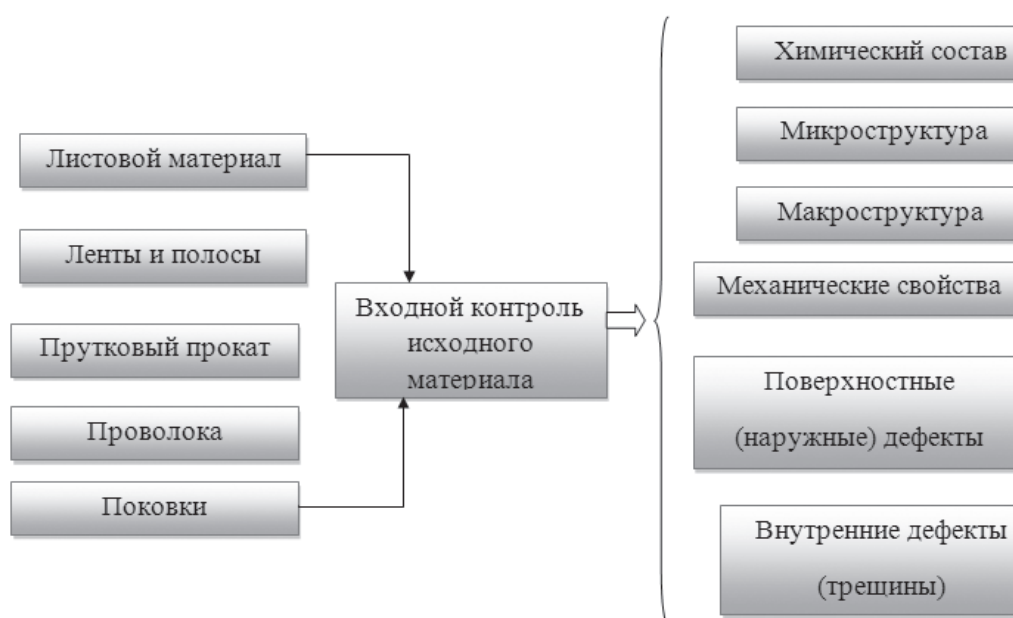 Листовой материал
Ленты и полосы
Прутковый прокат
Проволока
Поковки
Входной контроль
исходного
материала
Химический состав
Микроструктура
Макроструктура
Механические свойства
Поверхностные
(наружные) дефекты
Внутренние дефекты
(трещины)